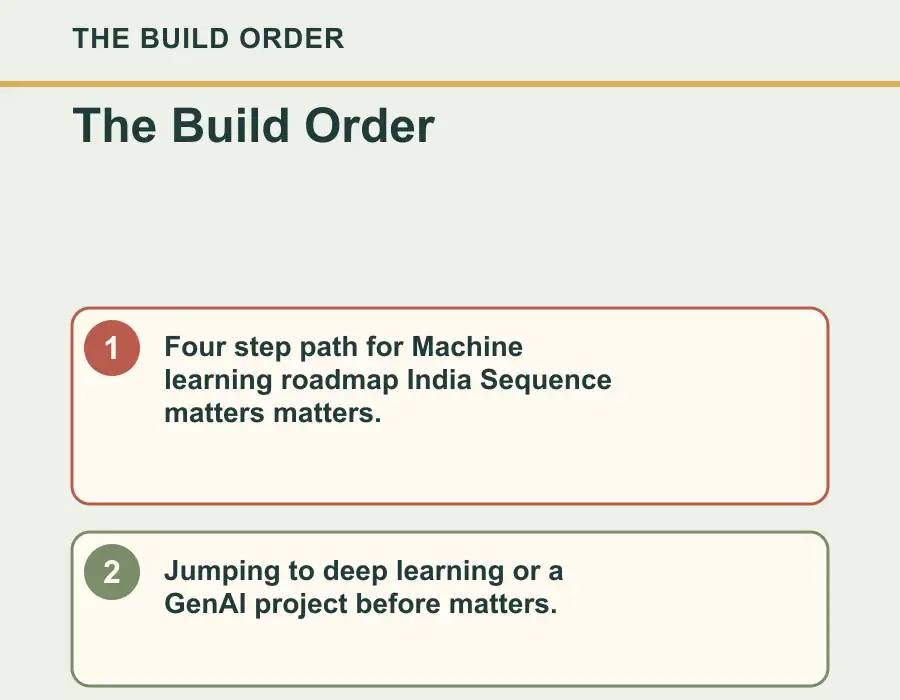 THE BUILD ORDER
The Build Order
1
Four step path for Machine
learning roadmap India Sequence
matters matters.
2
Jumping to deep learning or a
GenAI project before matters.